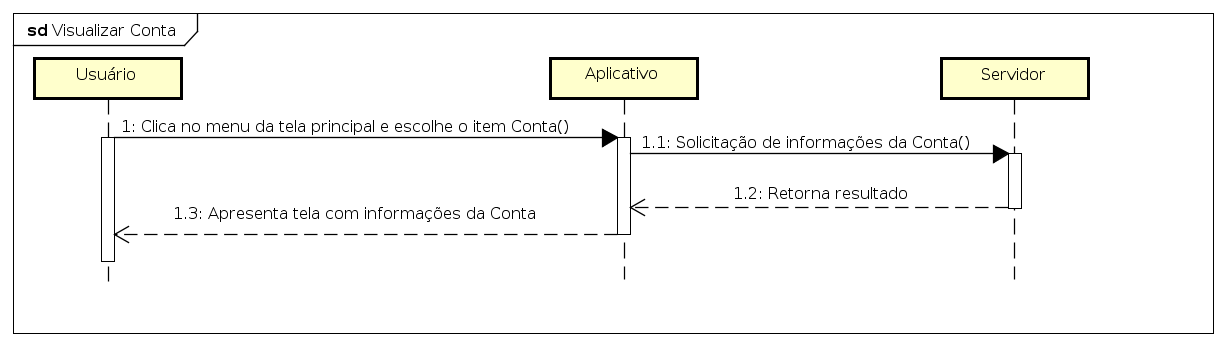 sd Visualizar Conta
Usuário
Aplicativo
Servidor
1: Clica no menu da tela principal e escolhe o item Conta()
1.1: Solicitação de informações da Conta()
1.2: Retorna resultado
1.3: Apresenta tela com informações da Conta